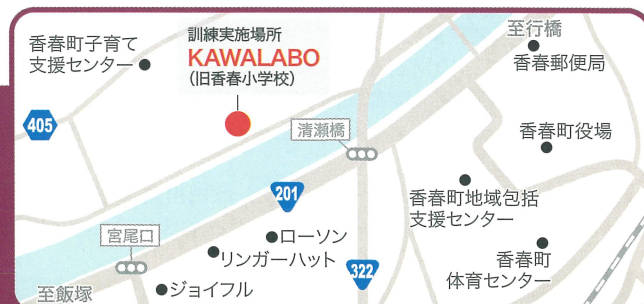 香春町子育て
支援センター
訓練実施場所
KAWALABO
(旧香春小学校)
至行橋
香春郵便局
405
清瀬橋
香春町役場
201
香春町地域包括
支援センター
宮尾口
ローソン
リンガーハット
322
香春町
体育センター
至飯塚
ジョイフル